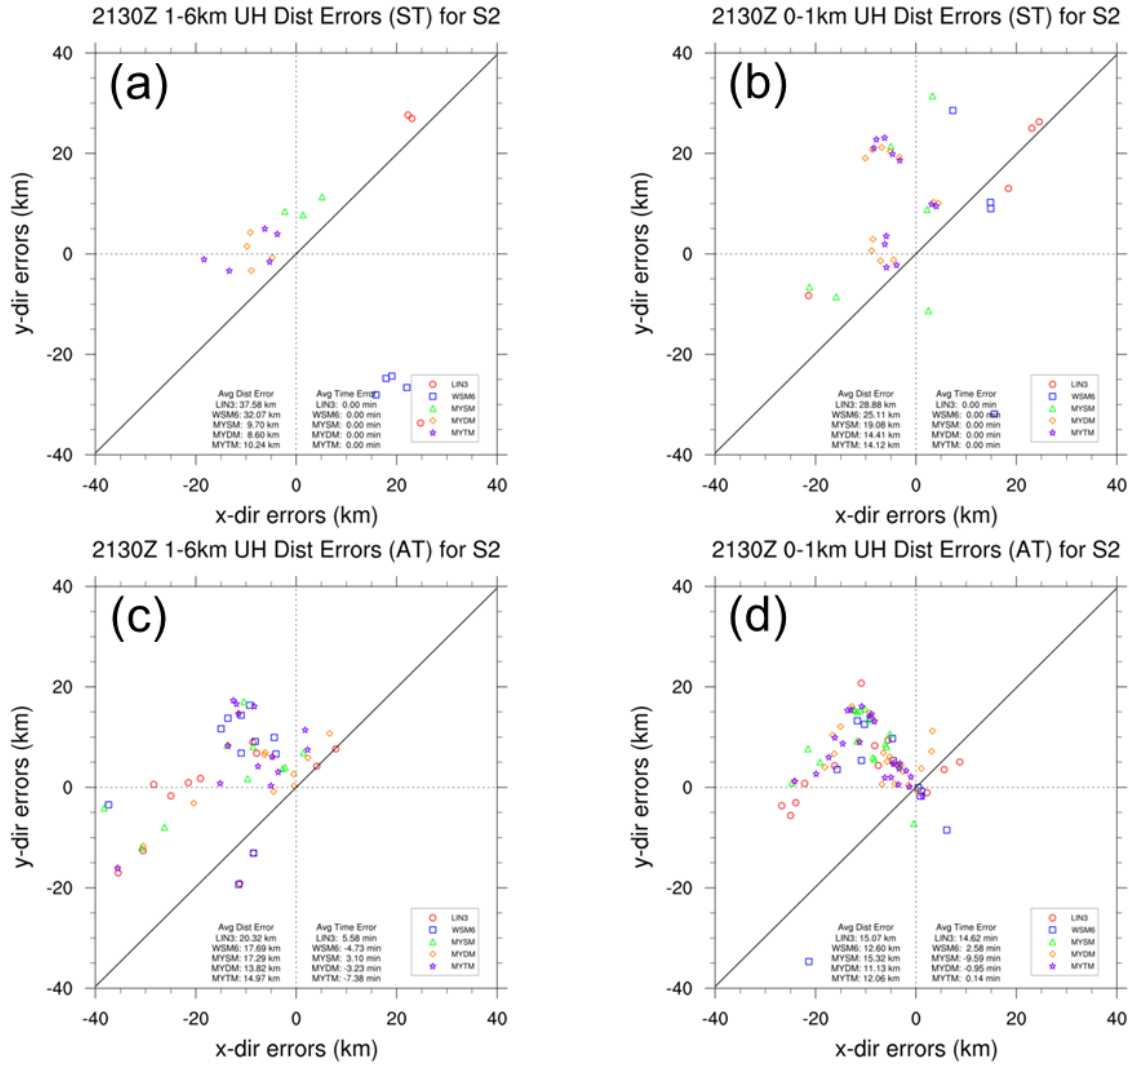 2130Z 1-6km UH Dist Errors (ST) for S2
(a)
40
20
0
-20
-40
y-dir errors (km)
Avg Dist Error
LIN3: 37.58 km
WSM6: 32.07 km
MYSM: 9.70 km
MYDM: 8.60 km
MYTM: 10.24 km
Avg Time Error
LIN3: 0.00 min
WSM6: 0.00 min
MYSM: 0.00 min
MYDM: 0.00 min
MYTM: 0.00 min
LIN3
WSM6
MYSM
MYDM
MYTM
-40 -20 0 20 40
x-dir errors (km)
2130Z 0-1km UH Dist Errors (ST) for S2
(b)
40
20
0
-20
-40
y-dir errors (km)
Avg Dist Error
LIN3: 28.88 km
WSM6: 25.11 km
MYSM: 19.08 km
MYDM: 14.41 km
MYTM: 14.12 km
Avg Time Error
LIN3: 0.00 min
WSM6: 0.00 min
MYSM: 0.00 min
MYDM: 0.00 min
MYTM: 0.00 min
LIN3
WSM6
MYSM
MYDM
MYTM
-40 -20 0 20 40
x-dir errors (km)
2130Z 1-6km UH Dist Errors (AT) for S2
(c)
40
20
0
-20
-40
y-dir errors (km)
Avg Dist Error
LIN3: 20.32 km
WSM6: 17.69 km
MYSM: 17.29 km
MYDM: 13.82 km
MYTM: 14.97 km
Avg Time Error
LIN3: 5.58 min
WSM6: -4.73 min
MYSM: 3.10 min
MYDM: -3.23 min
MYTM: -7.38 min
LIN3
WSM6
MYSM
MYDM
MYTM
-40 -20 0 20 40
x-dir errors (km)
2130Z 0-1km UH Dist Errors (AT) for S2
(d)
40
20
0
-20
-40
y-dir errors (km)
Avg Dist Error
LIN3: 15.07 km
WSM6: 12.60 km
MYSM: 15.32 km
MYDM: 11.13 km
MYTM: 12.06 km
Avg Time Error
LIN3: 14.62 min
WSM6: 2.58 min
MYSM: -9.59 min
MYDM: -0.95 min
MYTM: 0.14 min
LIN3
WSM6
MYSM
MYDM
MYTM
-40 -20 0 20 40
x-dir errors (km)